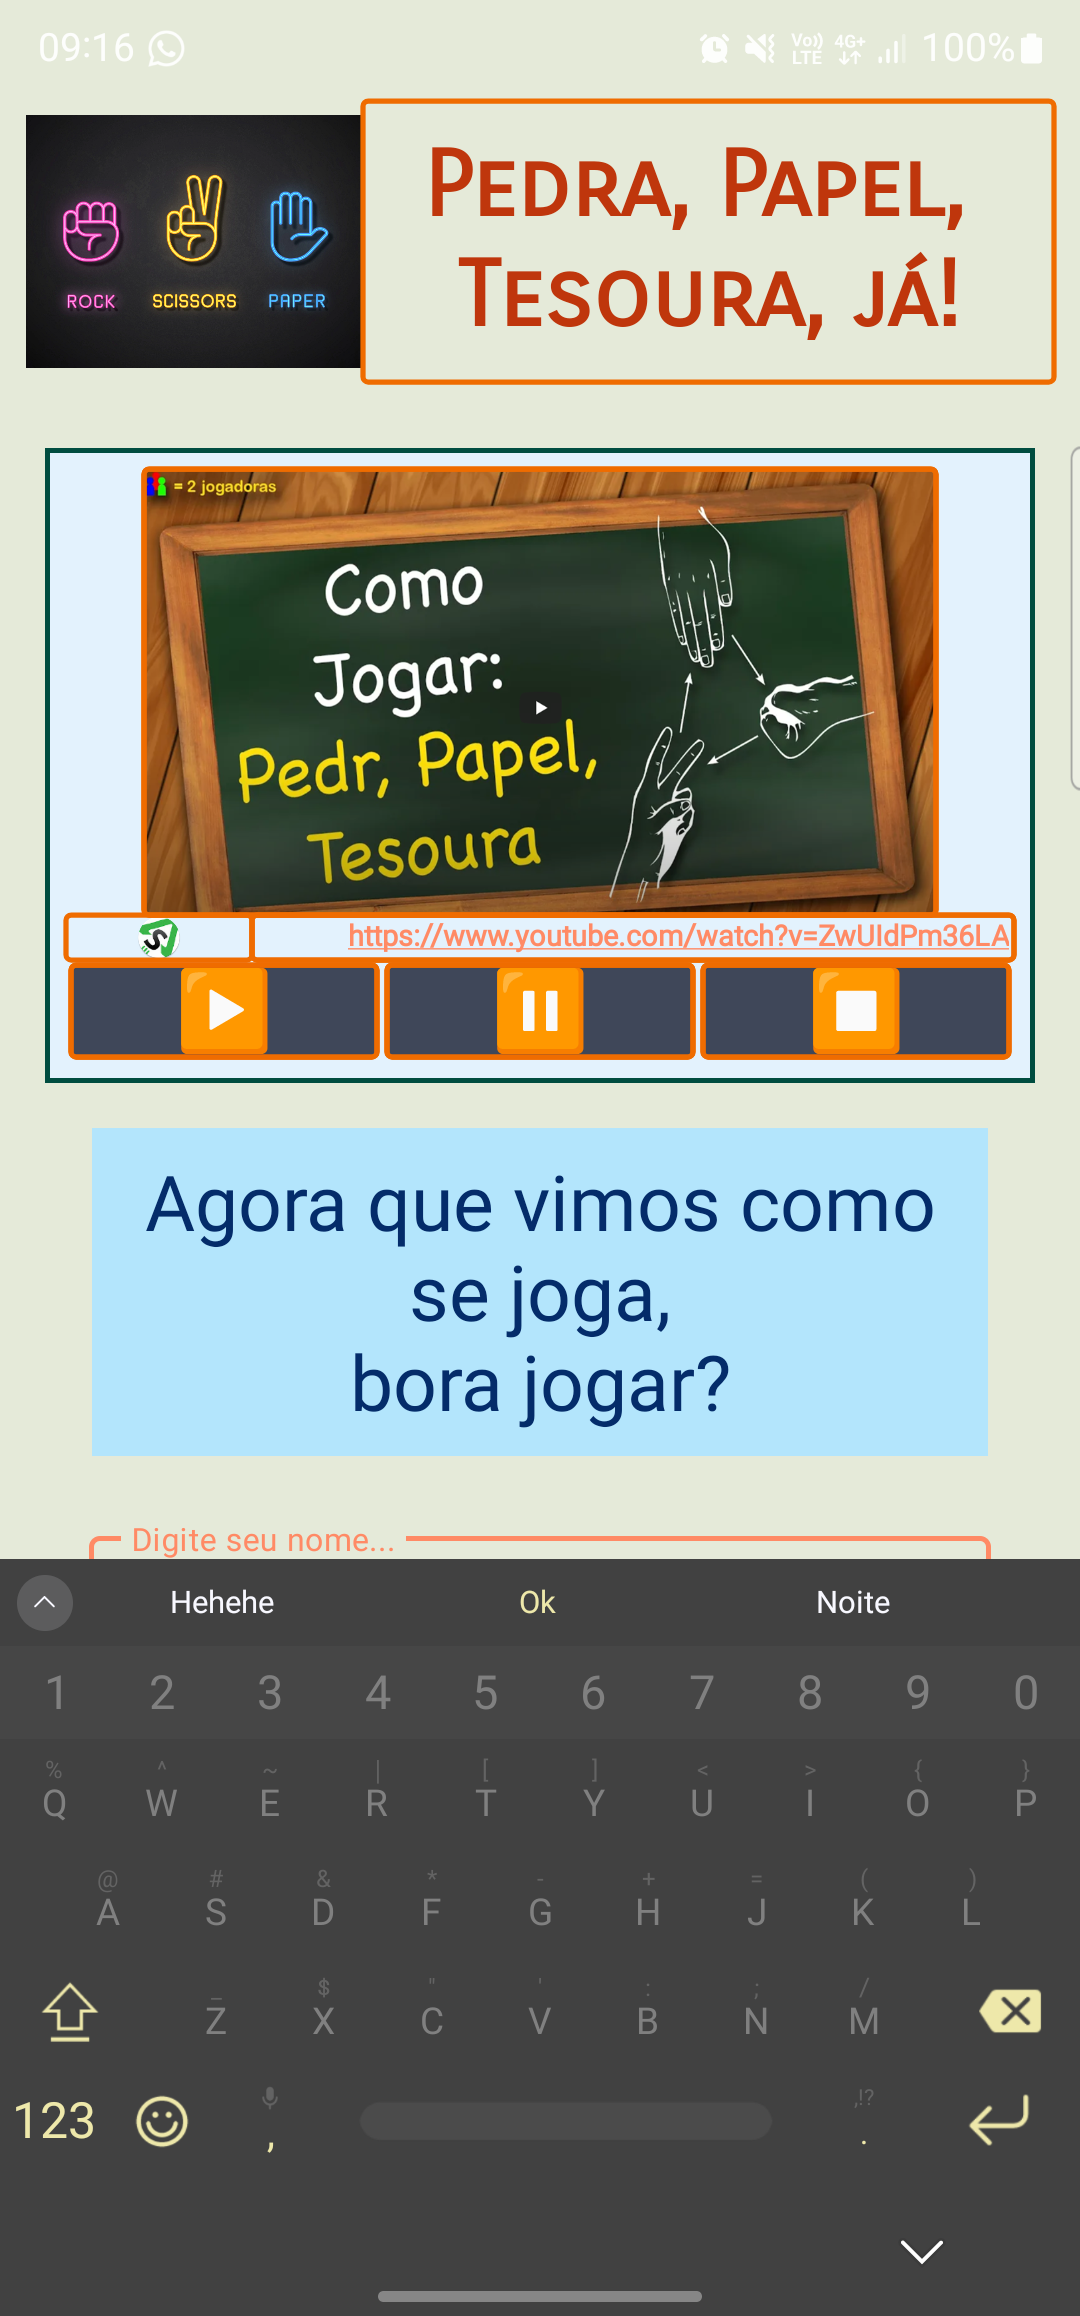 09:16
Vo)) LTE 4G+ 100%
ROCK SCISSORS PAPER
PEDRA, PAPEL,
TESOURA, JÁ!
= 2 jogadoras
Como
Jogar:
Pedr, Papel,
Tesoura
https://www.youtube.com/watch?v=ZwUIdPm36LA
Agora que vimos como
se joga,
bora jogar?
Digite seu nome...
Hehehe Ok Noite
1 2 3 4 5 6 7 8 9 0
% ^ ~ | [ ] < > { }
Q W E R T Y U I O P
@ # & * - + = ( )
A S D F G H J K L
_ $ " ' : ; /
Z X C V B N M
,!?
123 , .